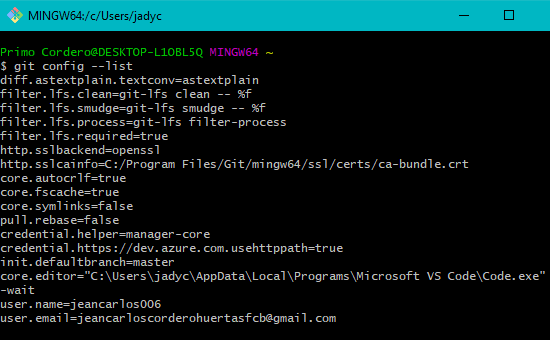 MINGW64:/c/Users/jadyc
Primo Cordero@DESKTOP-L1OBL5Q MINGW64 ~
$ git config --list
diff.astextplain.textconv=astextplain
filter.lfs.clean=git-lfs clean -- %f
filter.lfs.smudge=git-lfs smudge -- %f
filter.lfs.process=git-lfs filter-process
filter.lfs.required=true
http.sslbackend=openssl
http.sslcainfo=C:/Program Files/Git/mingw64/ssl/certs/ca-bundle.crt
core.autocrlf=true
core.fscache=true
core.symlinks=false
pull.rebase=false
credential.helper=manager-core
credential.https://dev.azure.com.usehttppath=true
init.defaultbranch=master
core.editor="C:\Users\jadyc\AppData\Local\Programs\Microsoft VS Code\Code.exe"
-wait
user.name=jeancarlos006
user.email=jeancarloscorderohuertasfcb@gmail.com